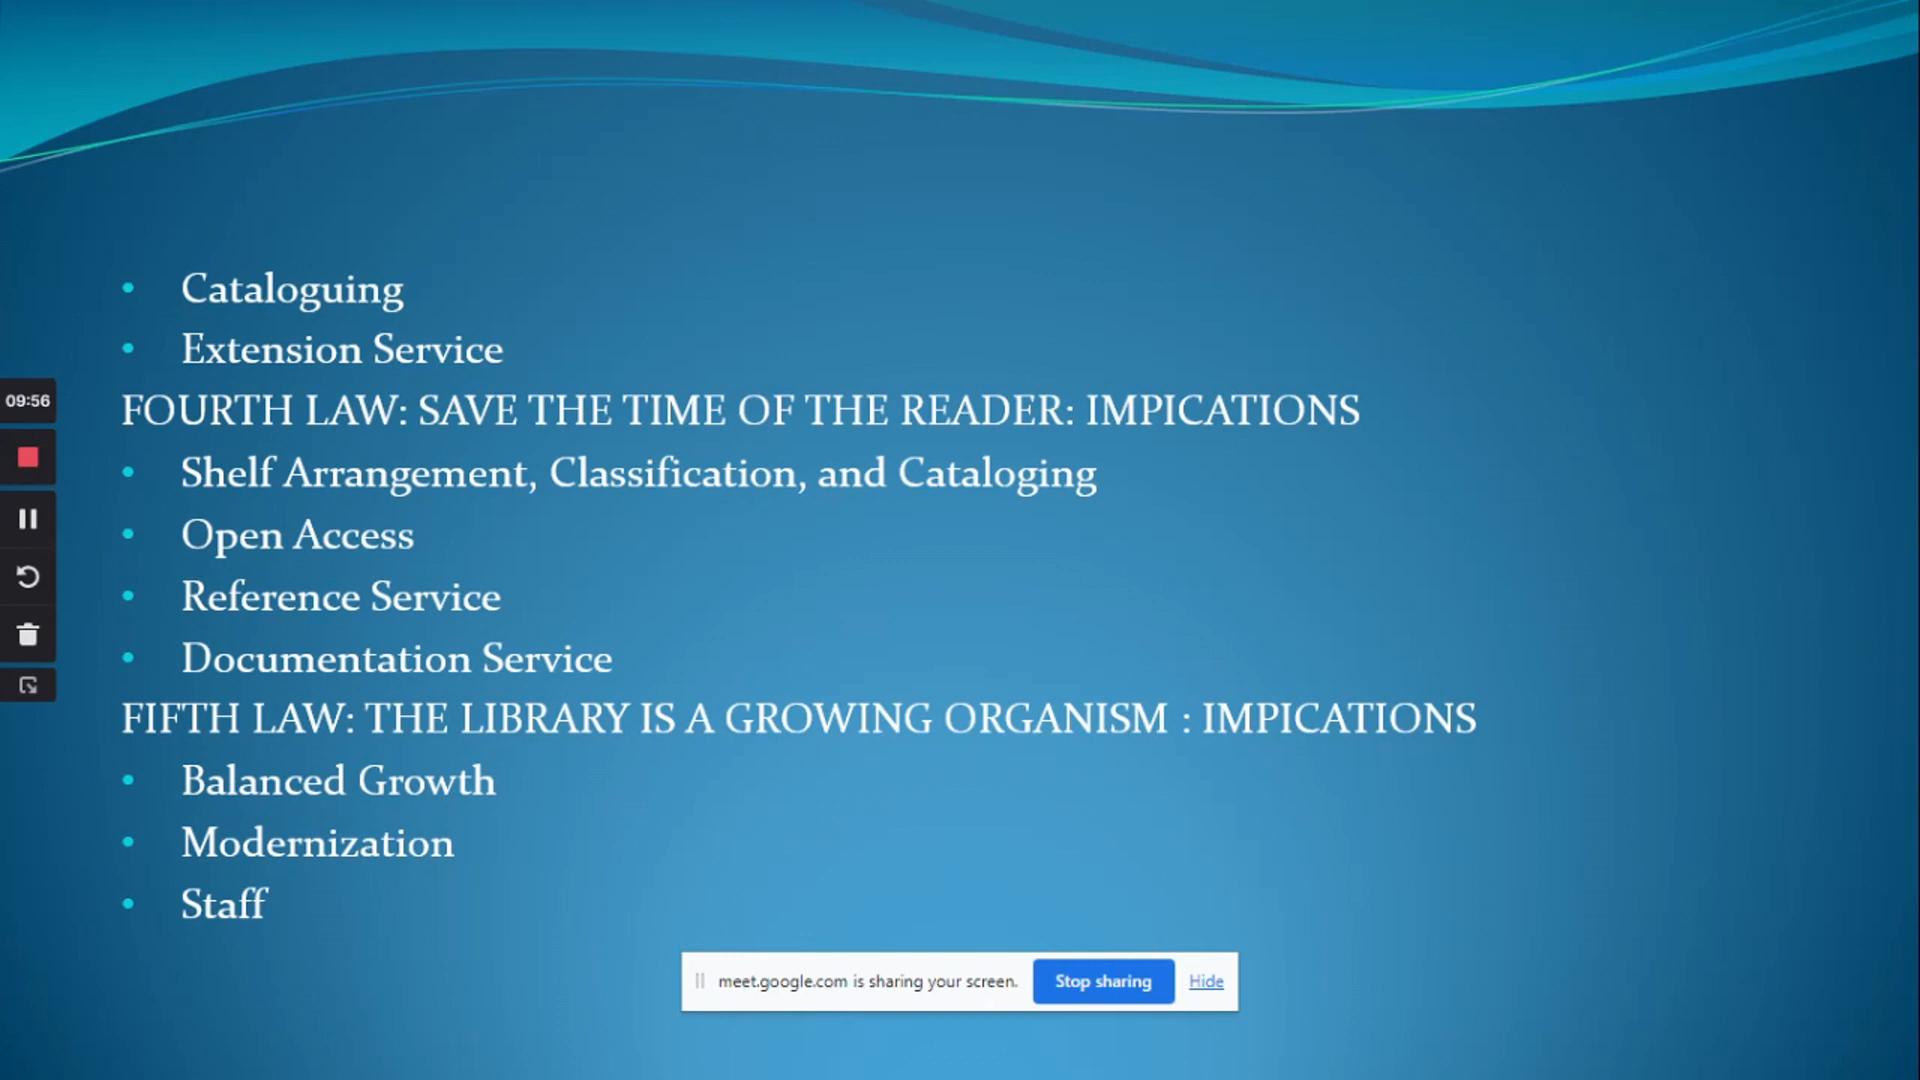 • Cataloguing
• Extension Service
FOURTH LAW: SAVE THE TIME OF THE READER: IMPICATIONS
09:56
• Shelf Arrangement, Classification, and Cataloging
• Open Access
• Reference Service
• Documentation Service
FIFTH LAW: THE LIBRARY IS A GROWING ORGANISM : IMPICATIONS
• Balanced Growth
• Modernization
• Staff
meet.google.com is sharing your screen. Stop sharing Hide